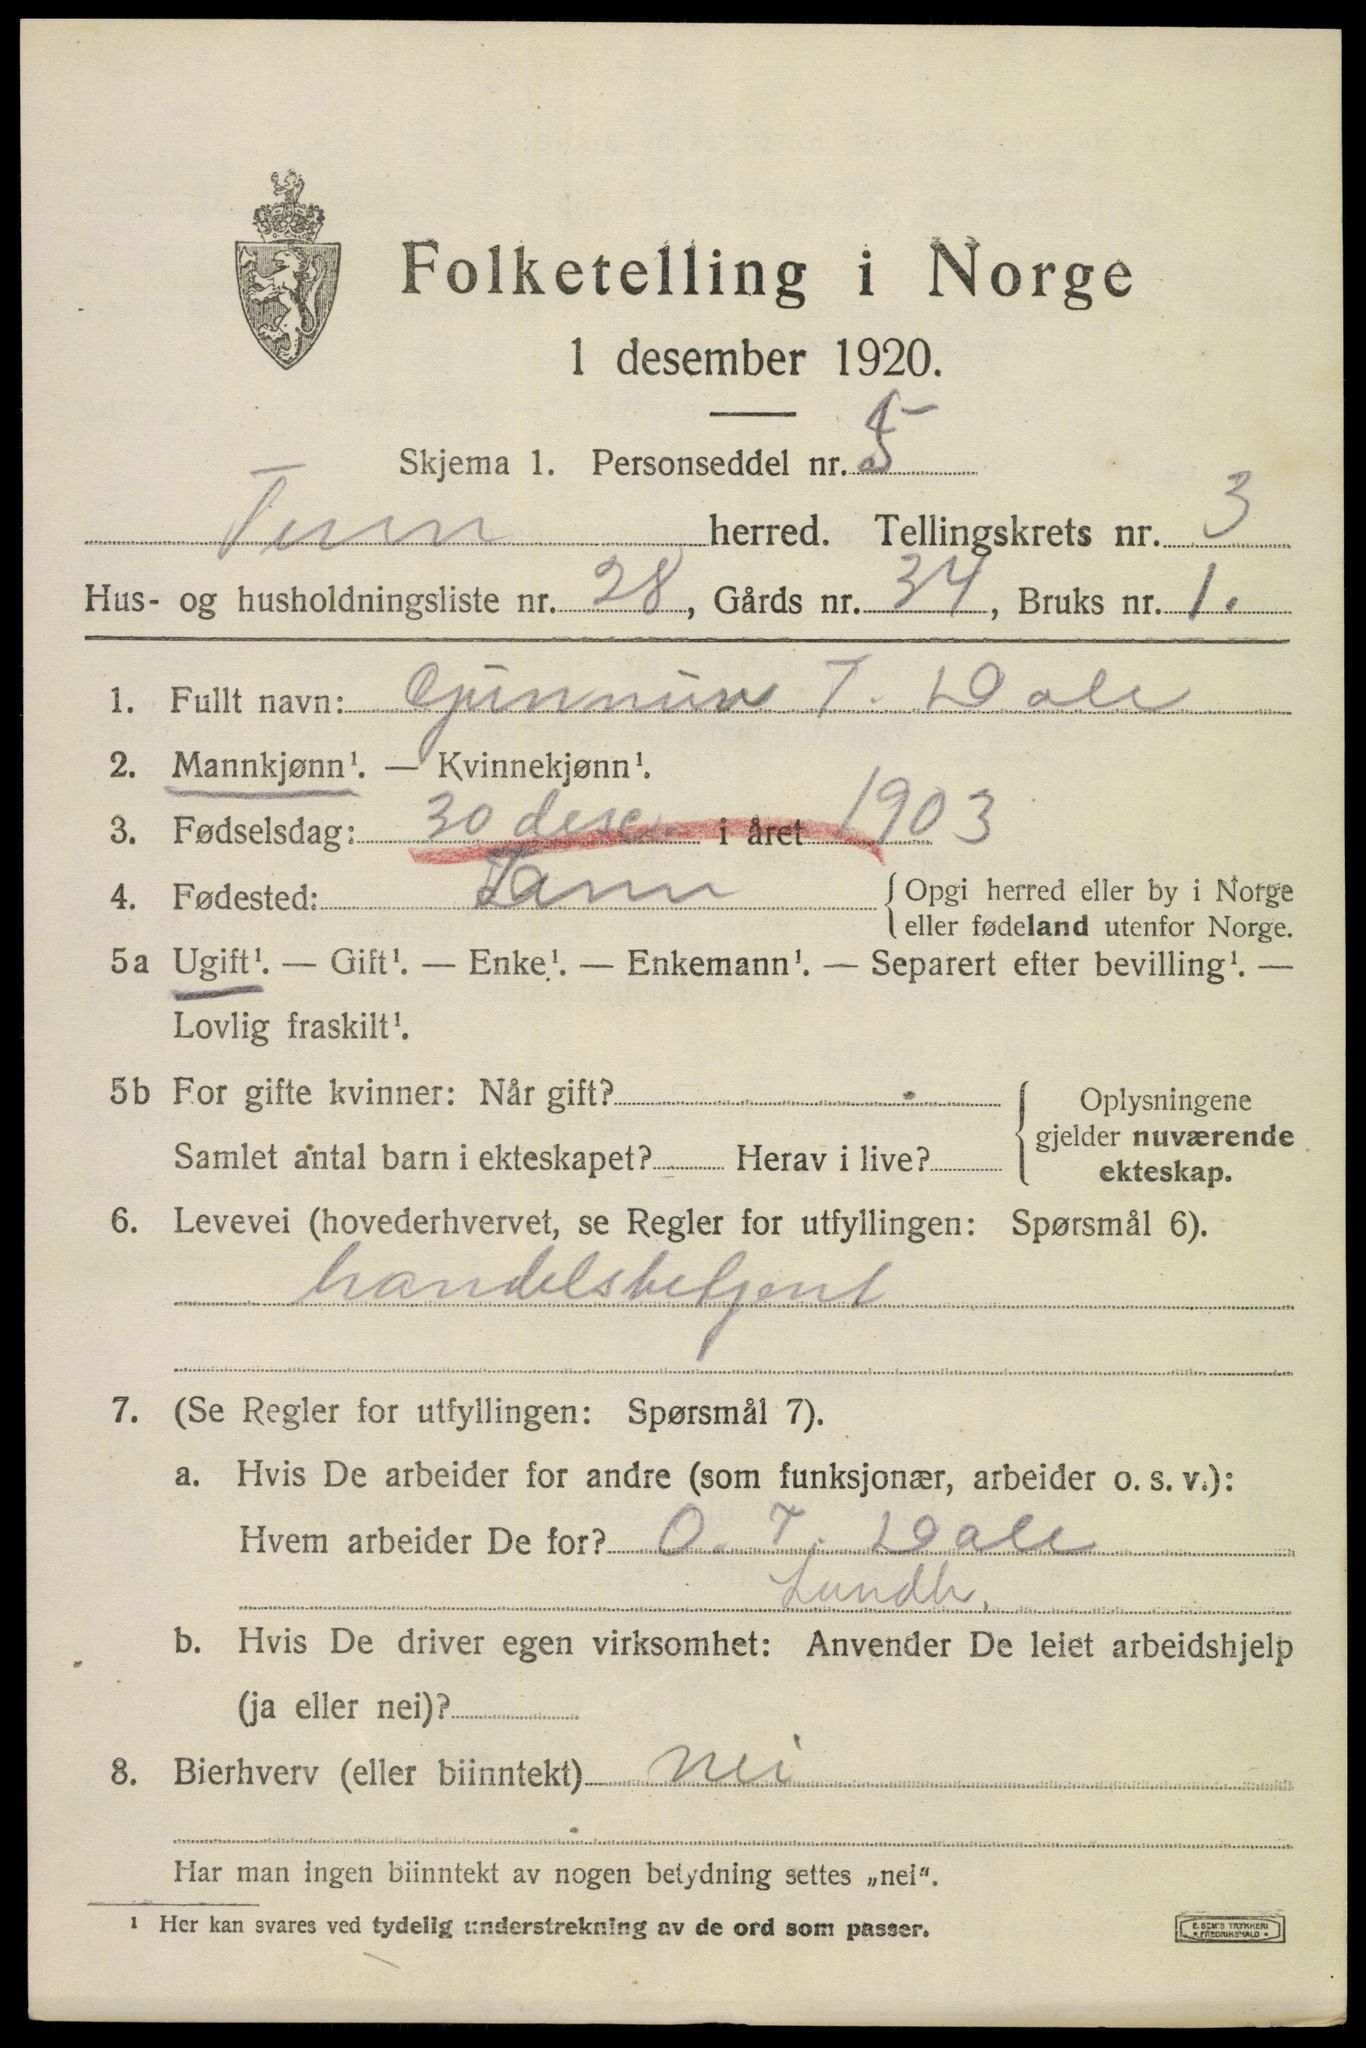 Folketelling i Norge
1 desember 1920.
Skjema 1. Personseddel nr. 5
herred. Tellingskrets nr. 3
Hus- og husholdningsliste nr. 28, Gårds nr. 34, Bruks nr. 1.
1. Fullt navn: T. Dale
2. Mannkjønn¹. — Kvinnekjønn¹.
3. Fødselsdag: 30 desem i året 1903
4. Fødested: {Opgi herred eller by i Norge
eller fødeland utenfor Norge.
5a Ugift¹. — Gift¹. — Enke¹. — Enkemann¹. — Separert efter bevilling¹. —
Lovlig fraskilt¹.
5b For gifte kvinner: Når gift?
Samlet antal barn i ekteskapet? Herav i live?
Oplysningene
gjelder nuværende
ekteskap.
6. Levevei (hovederhvervet, se Regler for utfyllingen: Spørsmål 6).
handelsbetjent
7. (Se Regler for utfyllingen: Spørsmål 7).
a. Hvis De arbeider for andre (som funksjonær, arbeider o. s. v.):
Hvem arbeider De for? O. T. Dale
Lundh.
b. Hvis De driver egen virksomhet: Anvender De leiet arbeidshjelp
(ja eller nei)?
8. Bierhverv (eller biinntekt) nei
Har man ingen biinntekt av nogen betydning settes „nei“.
¹ Her kan svares ved tydelig understrekning av de ord som passer.
E. SEM'S TRYKKERI
• FREDRIKSHALD •